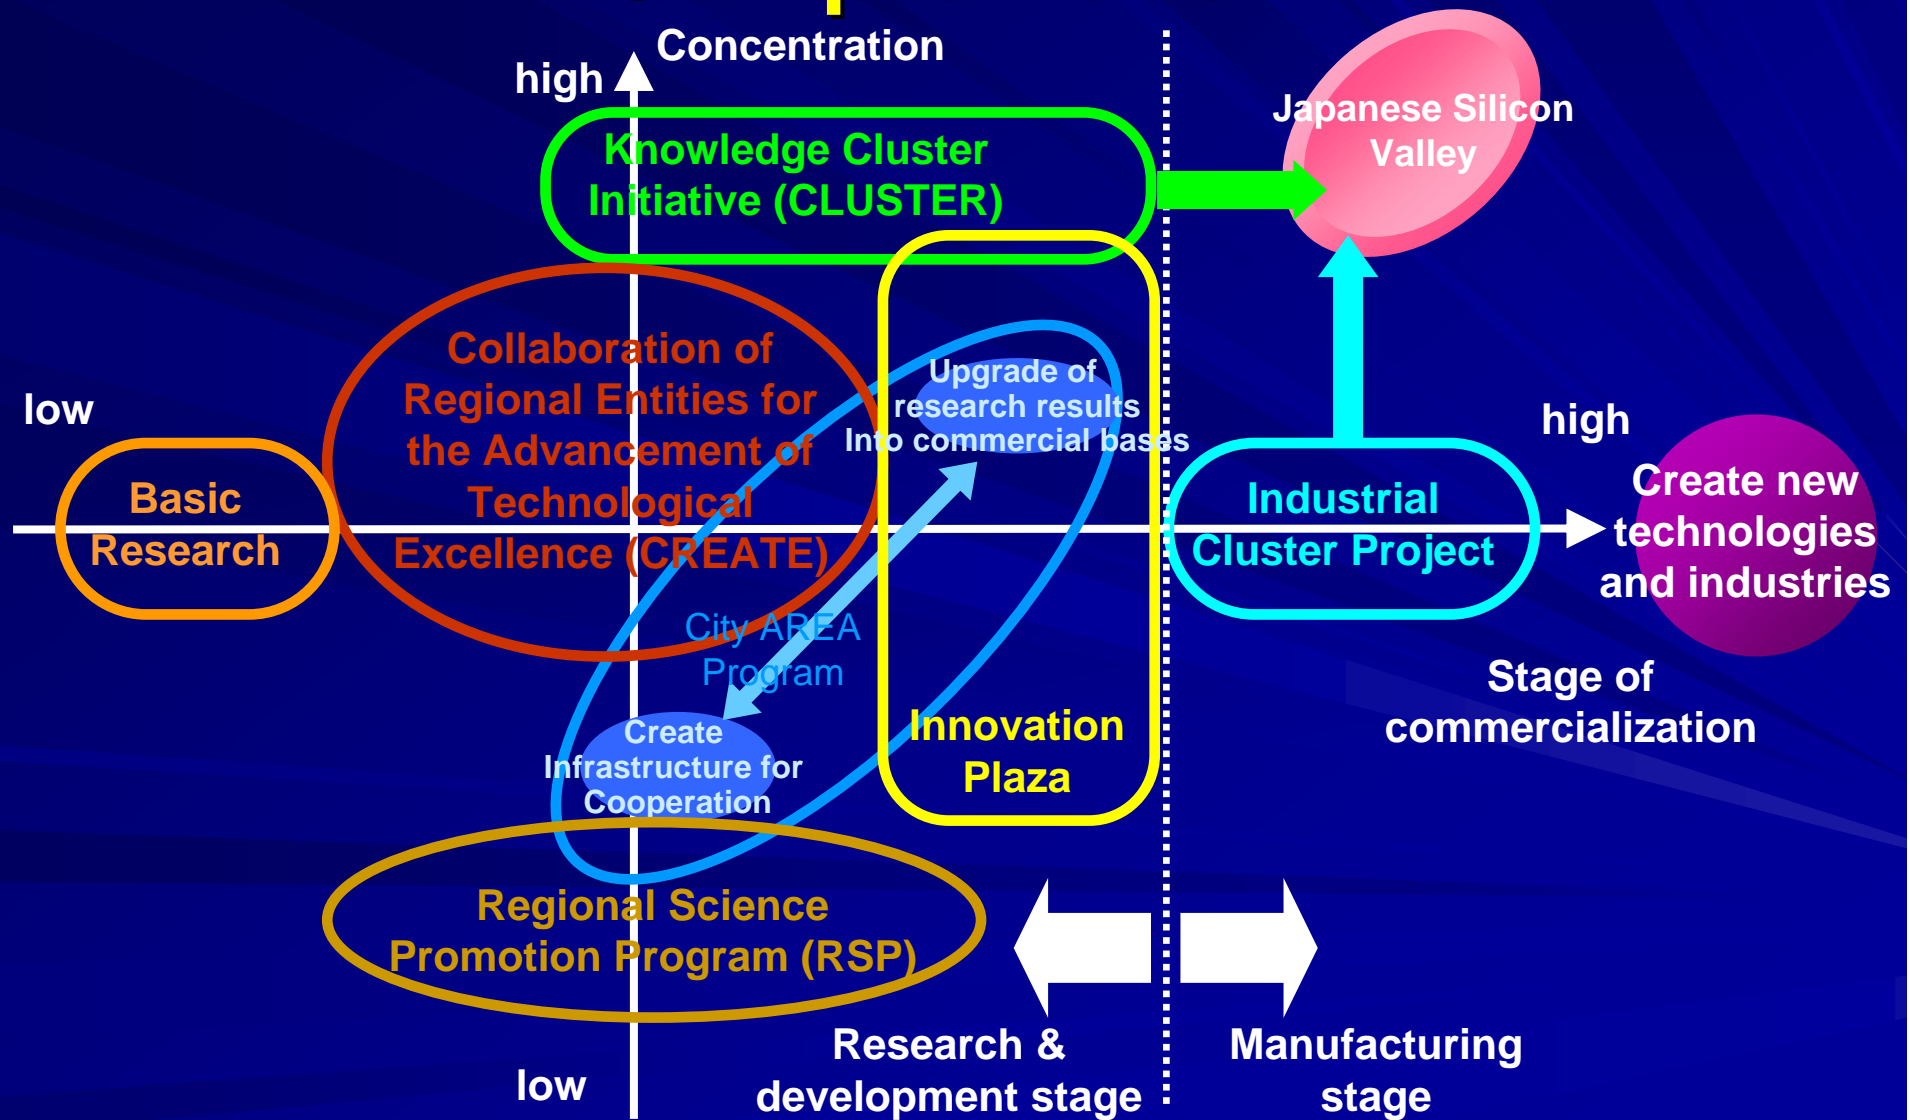 Concentration
high
Japanese Silicon
Valley
Knowledge Cluster
Initiative (CLUSTER)
Collaboration of
Regional Entities for
the Advancement of
Technological
Excellence (CREATE)
Upgrade of
research results
Into commercial bases
low
high
Basic
Research
Industrial
Cluster Project
Create new
technologies
and industries
City AREA
Program
Stage of
commercialization
Create
Infrastructure for
Cooperation
Innovation
Plaza
Regional Science
Promotion Program (RSP)
Research &
development stage
Manufacturing
stage
low